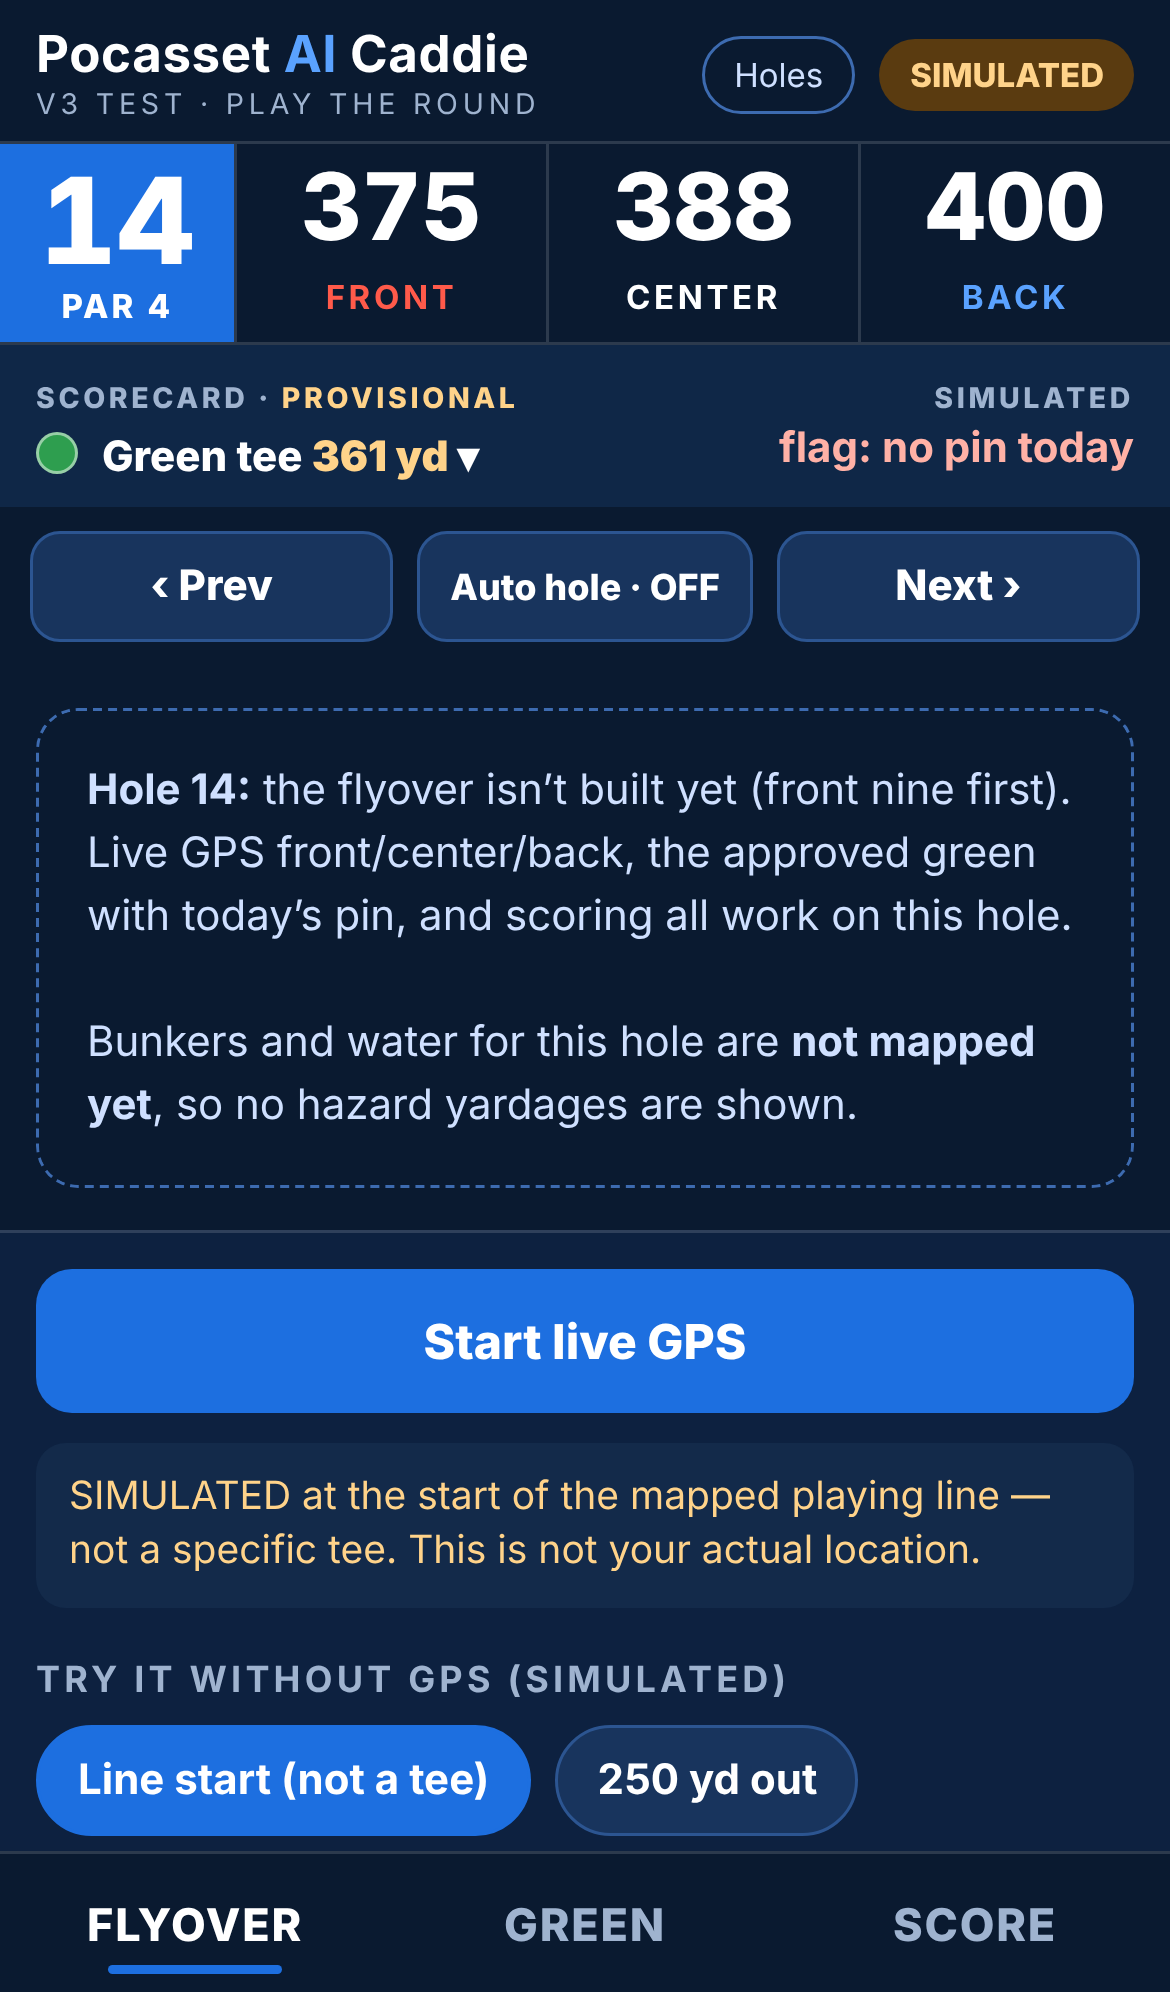 Pocasset AI Caddie
V3 TEST · PLAY THE ROUND
Holes
SIMULATED
14
PAR 4
375
FRONT
388
CENTER
400
BACK
SCORECARD · PROVISIONAL
Green tee 361 yd ▾
SIMULATED
flag: no pin today
‹ Prev
Auto hole · OFF
Next ›
Hole 14: the flyover isn’t built yet (front nine first).
Live GPS front/center/back, the approved green
with today’s pin, and scoring all work on this hole.
Bunkers and water for this hole are not mapped
yet, so no hazard yardages are shown.
Start live GPS
SIMULATED at the start of the mapped playing line —
not a specific tee. This is not your actual location.
TRY IT WITHOUT GPS (SIMULATED)
Line start (not a tee)
250 yd out
FLYOVER
GREEN
SCORE